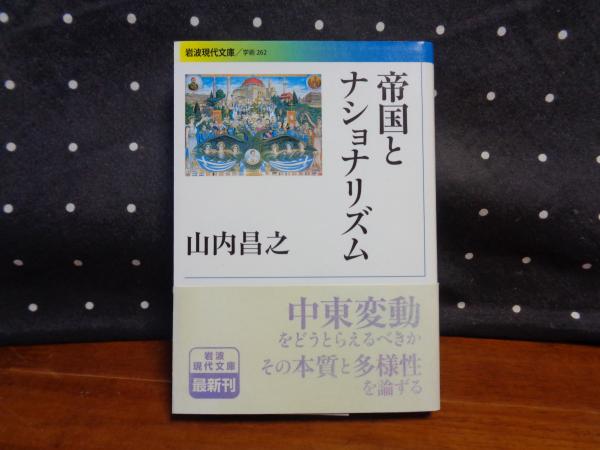 岩波現代文庫／学術 262
帝国と
ナショナリズム
山内昌之
中東変動
をどうとらえるべきか
その本質と多様性
を論ずる
岩波
現代文庫
最新刊